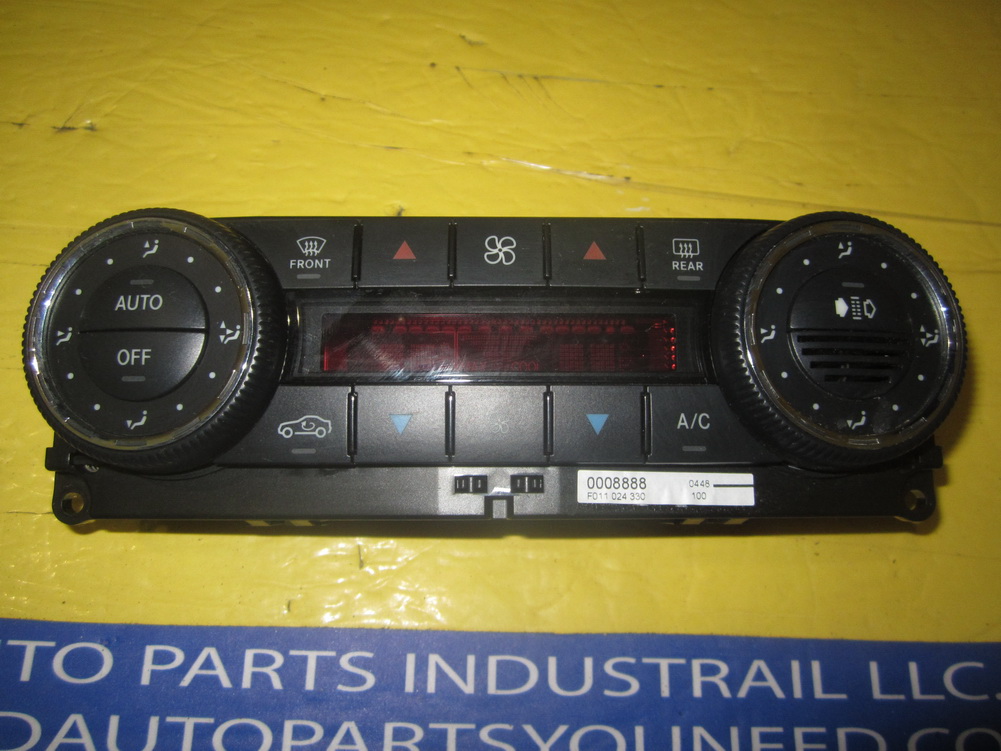 FRONT
REAR
AUTO
OFF
A/C
0008888 0448
F011 024 330 100
TO PARTS INDUSTRAIL LLC.
DAUTOPARTSYOUNEED.CO